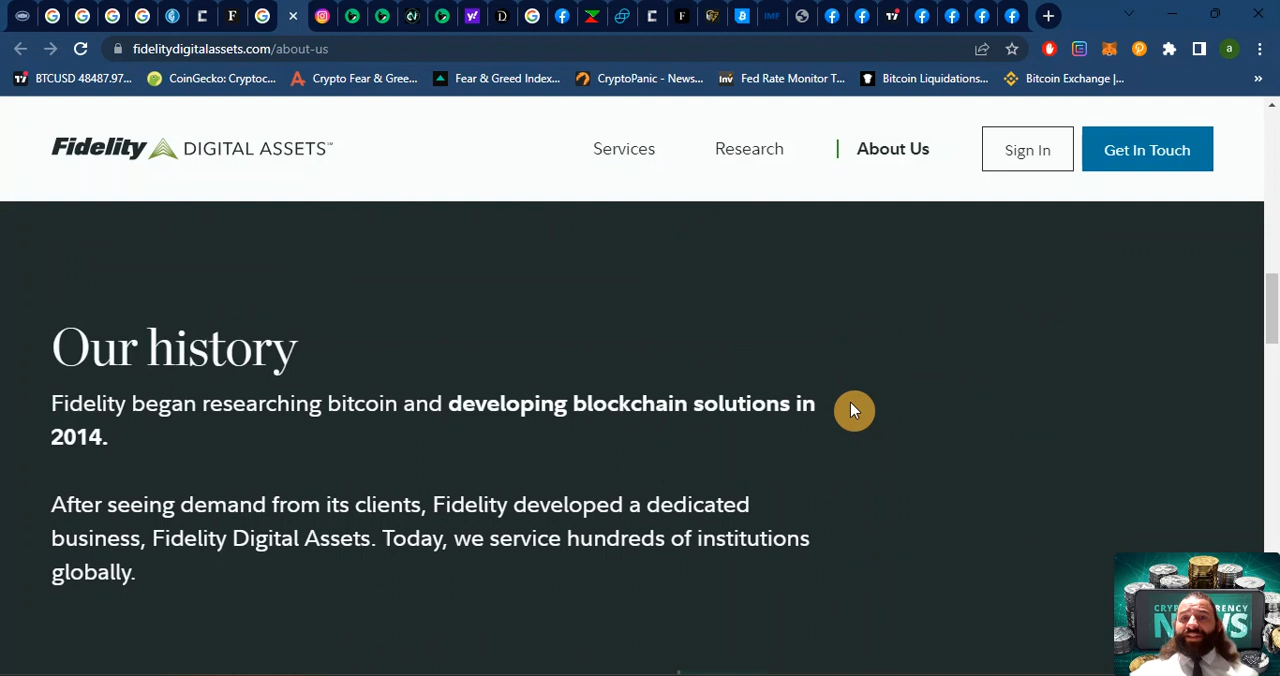 fidelitydigitalassets.com/about-us
BTCUSD 48487.97...
CoinGecko: Cryptoc...
Crypto Fear & Gree...
Fear & Greed Index...
CryptoPanic - News...
Fed Rate Monitor T...
Bitcoin Liquidations...
Bitcoin Exchange |...
Fidelity DIGITAL ASSETS
Services
Research
About Us
Sign In
Get In Touch
Our history
Fidelity began researching bitcoin and developing blockchain solutions in
2014.
After seeing demand from its clients, Fidelity developed a dedicated
business, Fidelity Digital Assets. Today, we service hundreds of institutions
globally.
NEWS